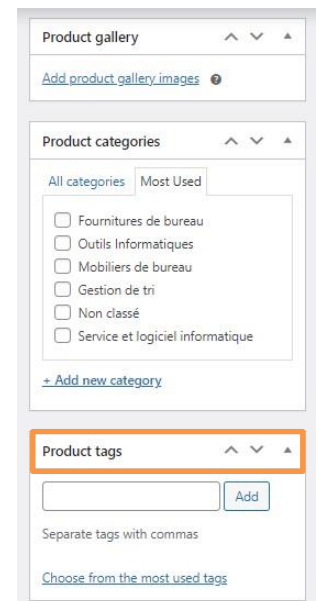 Product gallery
Add product gallery images
Product categories
All categories Most Used
Fournitures de bureau
Outils Informatiques
Mobiliers de bureau
Gestion de tri
Non classé
Service et logiciel informatique
+ Add new category
Product tags
Add
Separate tags with commas
Choose from the most used tags